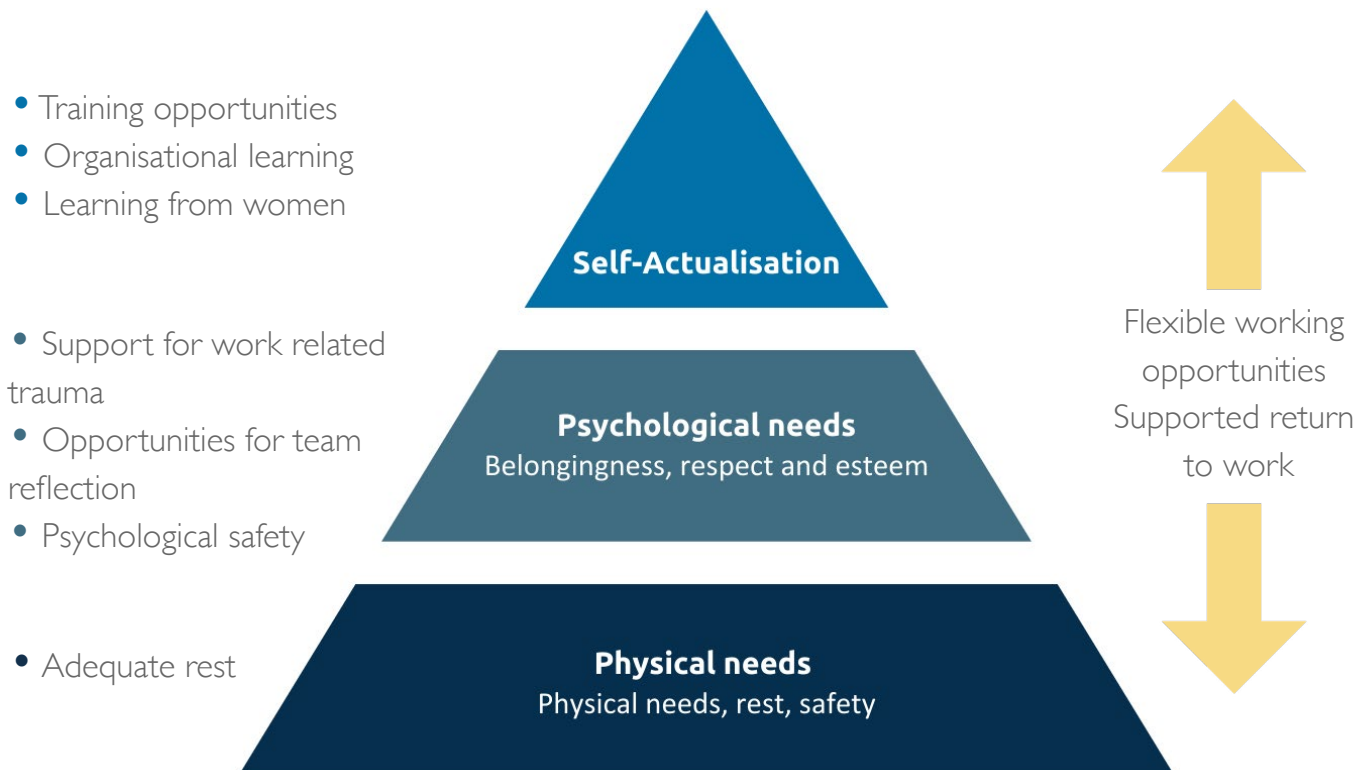 • Training opportunities
• Organisational learning
• Learning from women
Self-Actualisation
• Support for work related
trauma
• Opportunities for team
reflection
• Psychological safety
Psychological needs
Belongingness, respect and esteem
Flexible working
opportunities
Supported return
to work
• Adequate rest
Physical needs
Physical needs, rest, safety